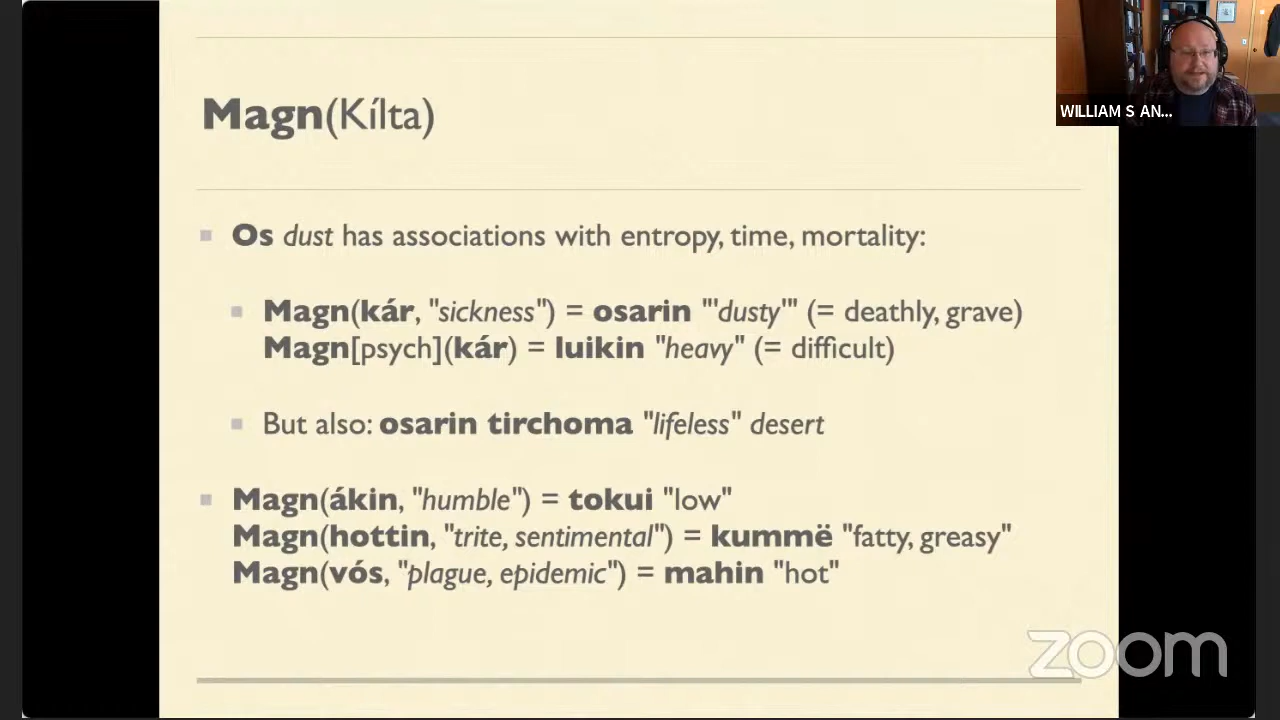 Magn(Kílta)
WILLIAM S AN...
Os dust has associations with entropy, time, mortality:
Magn(kár, "sickness") = osarin "'dusty'" (= deathly, grave)
Magn[psych](kár) = luikin "heavy" (= difficult)
But also: osarin tirchoma "lifeless" desert
Magn(ákin, "humble") = tokui "low"
Magn(hottin, "trite, sentimental") = kummë "fatty, greasy"
Magn(vós, "plague, epidemic") = mahin "hot"
zoom